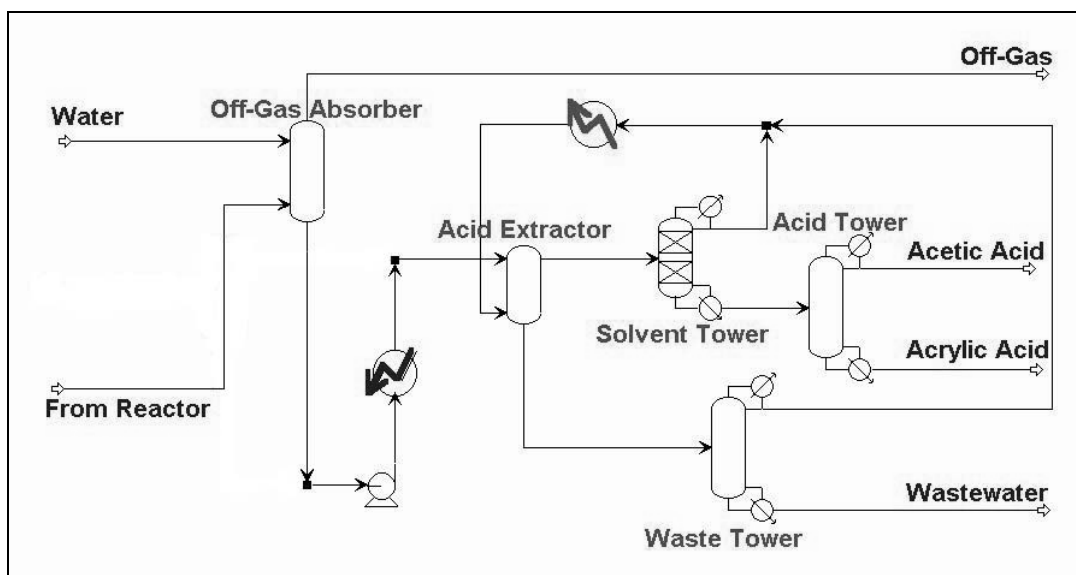 Off-Gas
Water
Off-Gas Absorber
Acid Extractor
Acid Tower
Acetic Acid
Solvent Tower
Acrylic Acid
From Reactor
Wastewater
Waste Tower